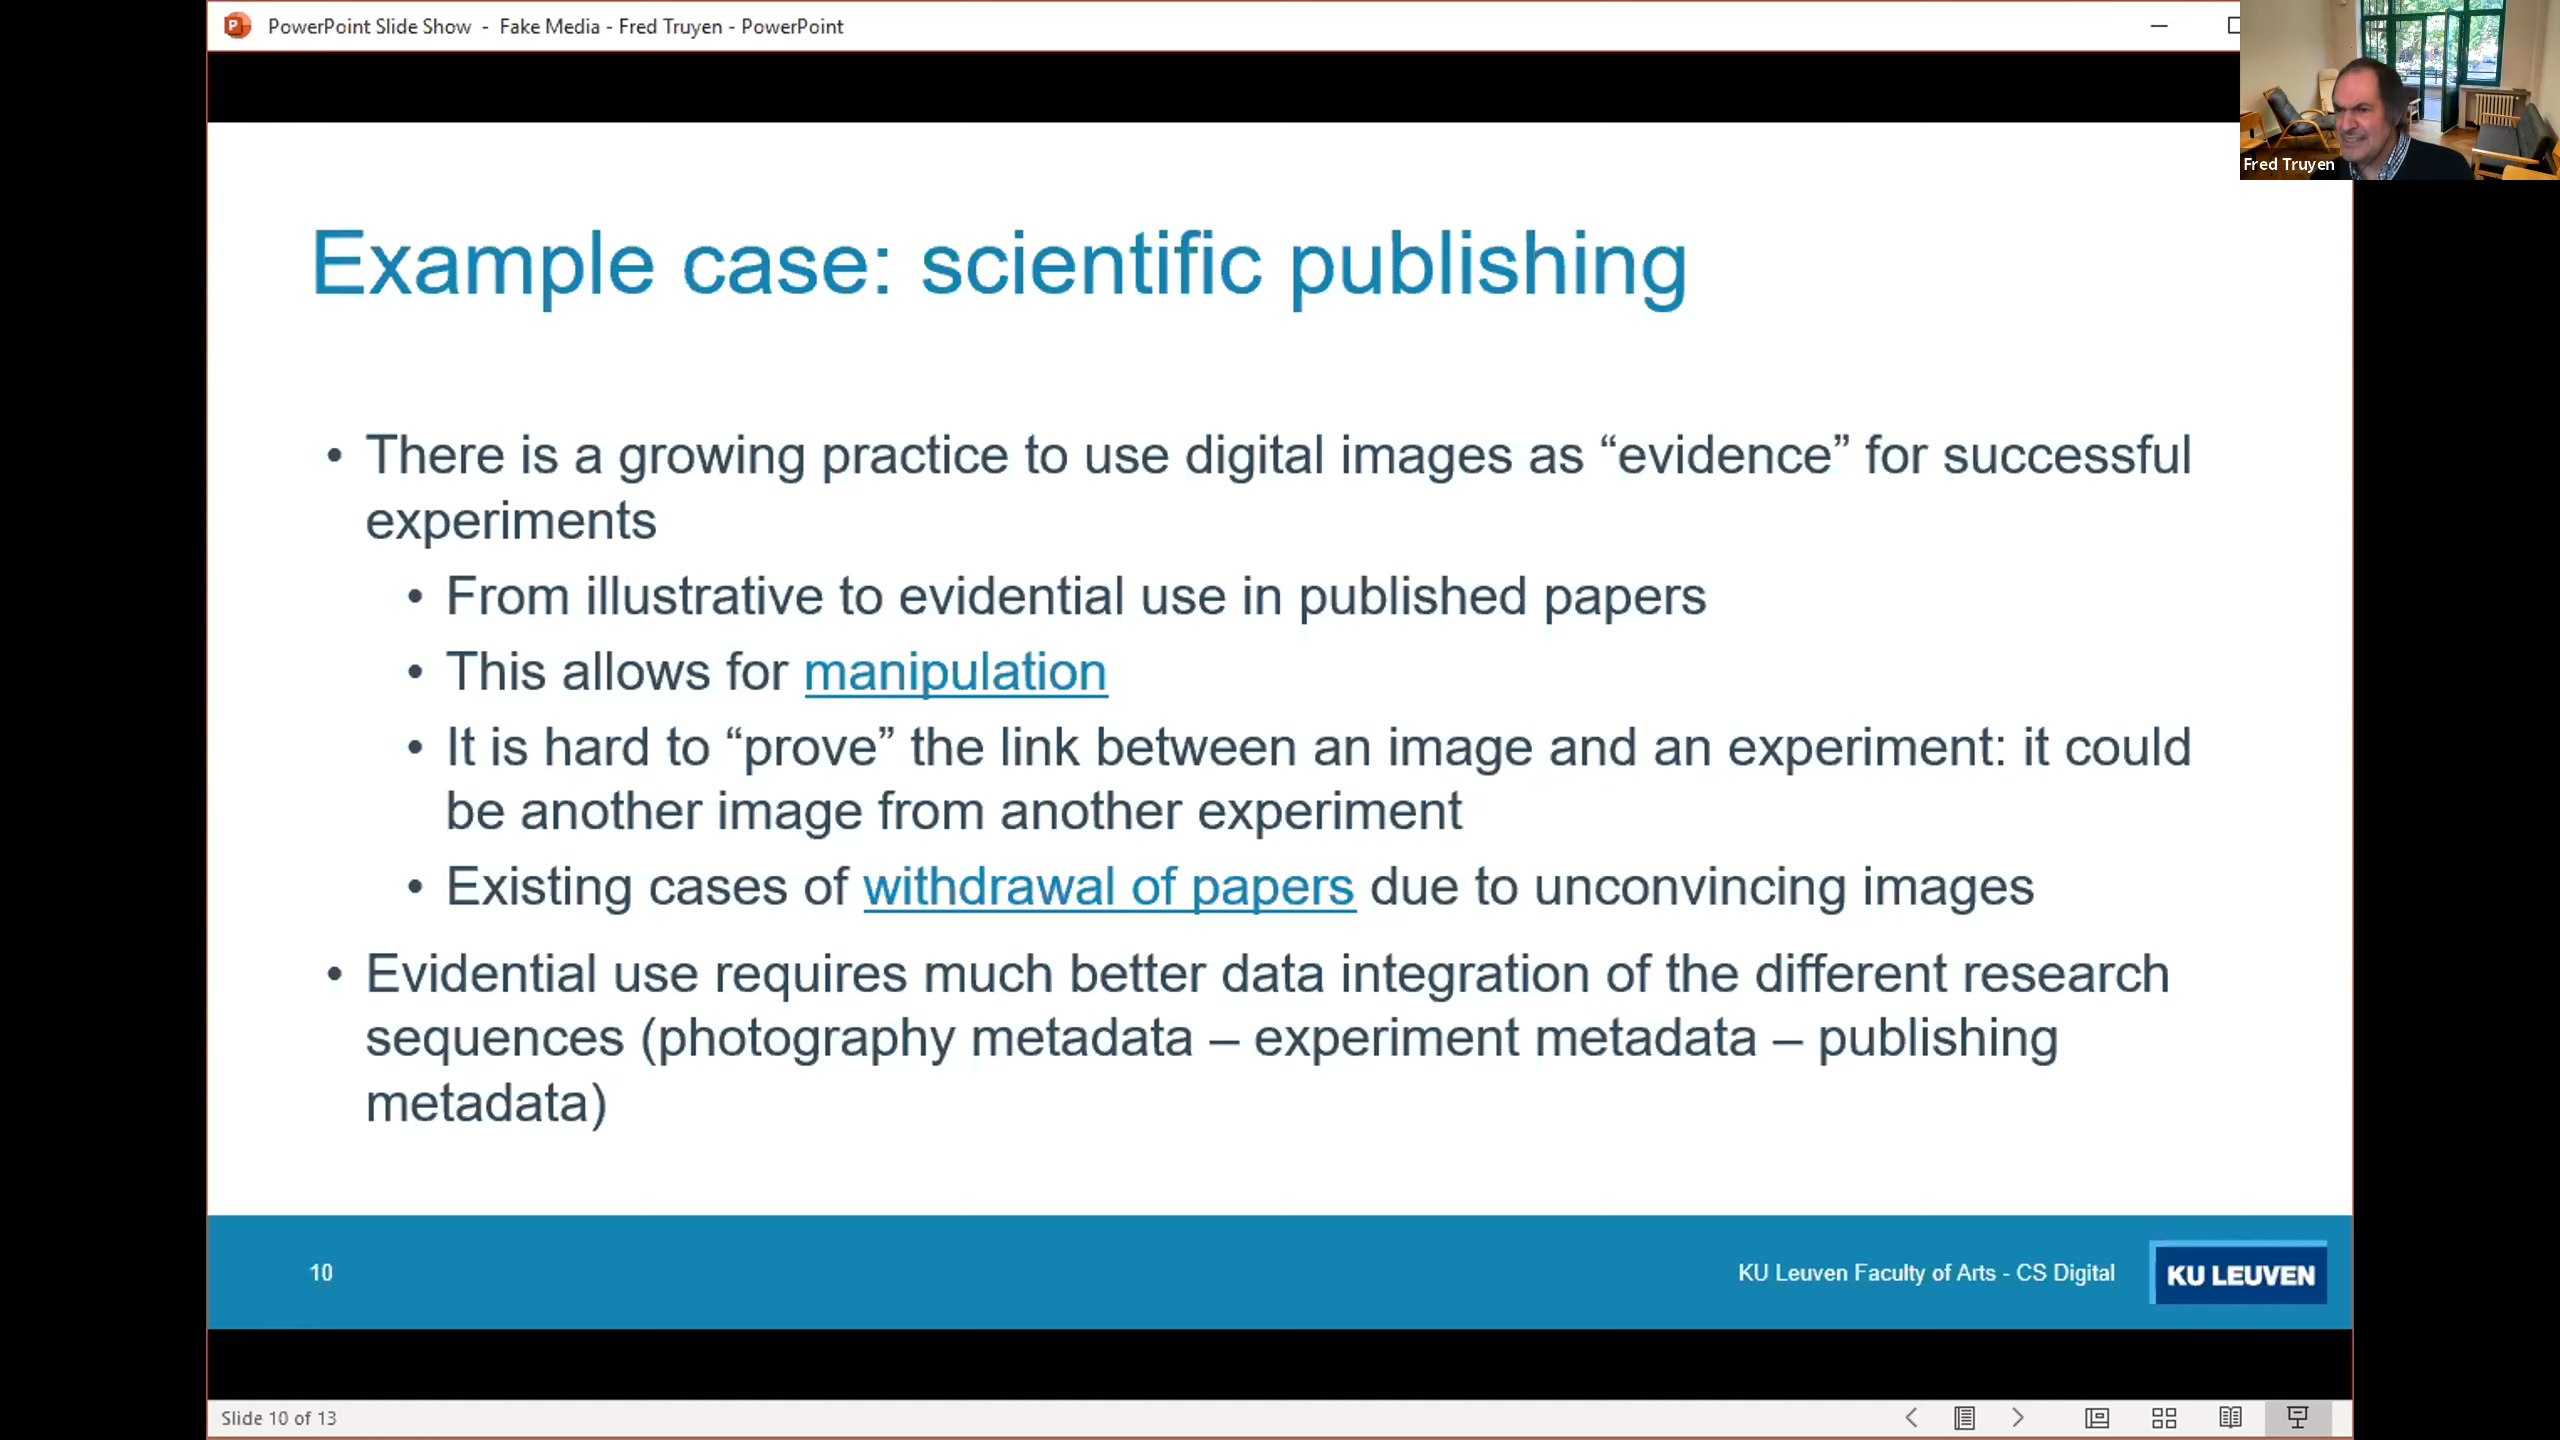 PowerPoint Slide Show - Fake Media - Fred Truyen - PowerPoint
Fred Truyen
Example case: scientific publishing
• There is a growing practice to use digital images as “evidence” for successful
experiments
• From illustrative to evidential use in published papers
• This allows for manipulation
• It is hard to “prove” the link between an image and an experiment: it could
be another image from another experiment
• Existing cases of withdrawal of papers due to unconvincing images
• Evidential use requires much better data integration of the different research
sequences (photography metadata – experiment metadata – publishing
metadata)
10
KU Leuven Faculty of Arts - CS Digital
KU LEUVEN
Slide 10 of 13